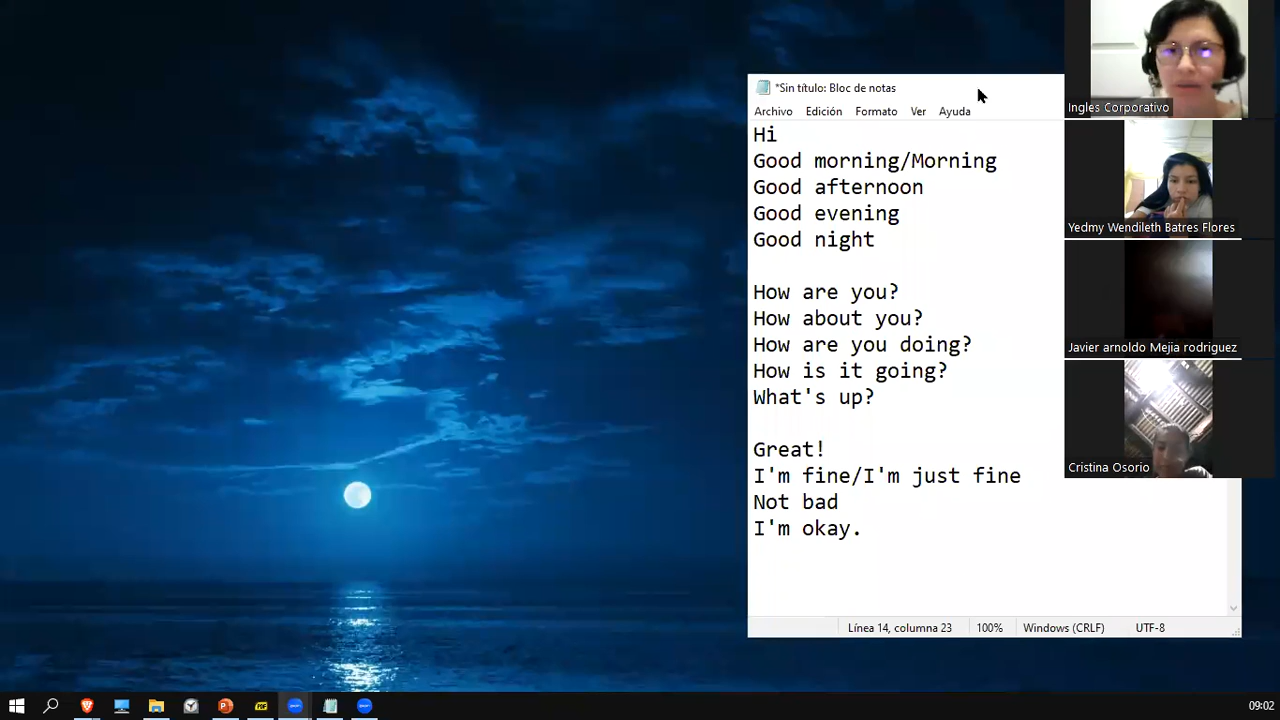 *Sin título: Bloc de notas
Archivo Edición Formato Ver Ayuda
Hi
Good morning/Morning
Good afternoon
Good evening
Good night
How are you?
How about you?
How are you doing?
How is it going?
What's up?
Great!
I'm fine/I'm just fine
Not bad
I'm okay.
Línea 14, columna 23 100% Windows (CRLF) UTF-8
Ingles Corporativo
Yedmy Wendileth Batres Flores
Javier arnoldo Mejia rodriguez
Cristina Osorio
09:02